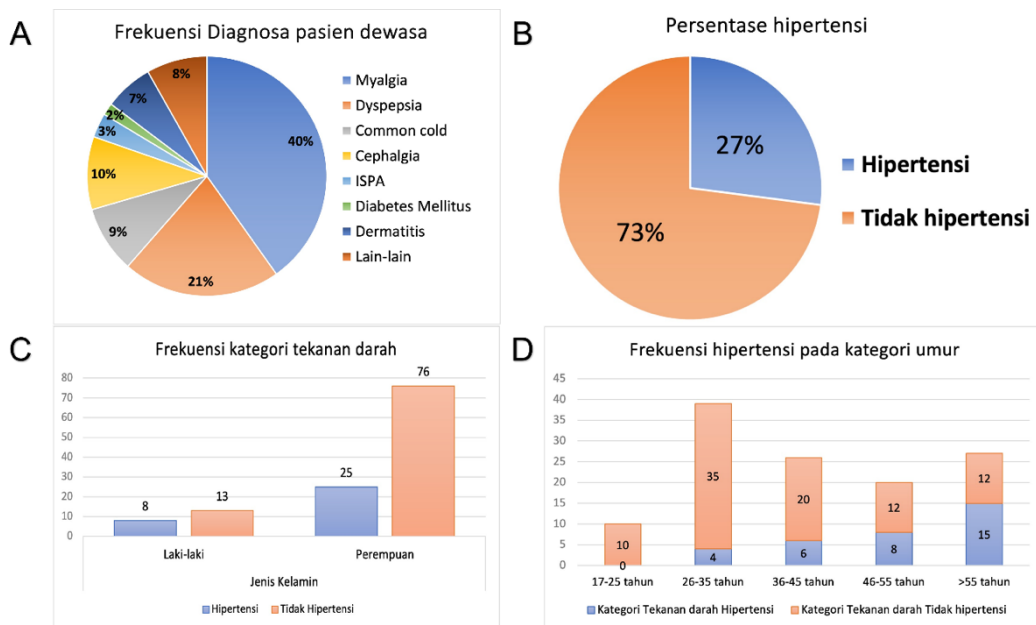 A
Frekuensi Diagnosa pasien dewasa
8%
7%
2%
3%
10%
9%
21%
40%
Myalgia
Dyspepsia
Common cold
Cephalgia
ISPA
Diabetes Mellitus
Dermatitis
Lain-lain
B
Persentase hipertensi
27%
73%
Hipertensi
Tidak hipertensi
C
Frekuensi kategori tekanan darah
80
70
60
50
40
30
20
10
0
8
13
25
76
Laki-laki
Perempuan
Jenis Kelamin
Hipertensi
Tidak Hipertensi
D
Frekuensi hipertensi pada kategori umur
45
40
35
30
25
20
15
10
5
0
10
0
35
4
20
6
12
8
12
15
17-25 tahun
26-35 tahun
36-45 tahun
46-55 tahun
>55 tahun
Kategori Tekanan darah Hipertensi
Kategori Tekanan darah Tidak hipertensi